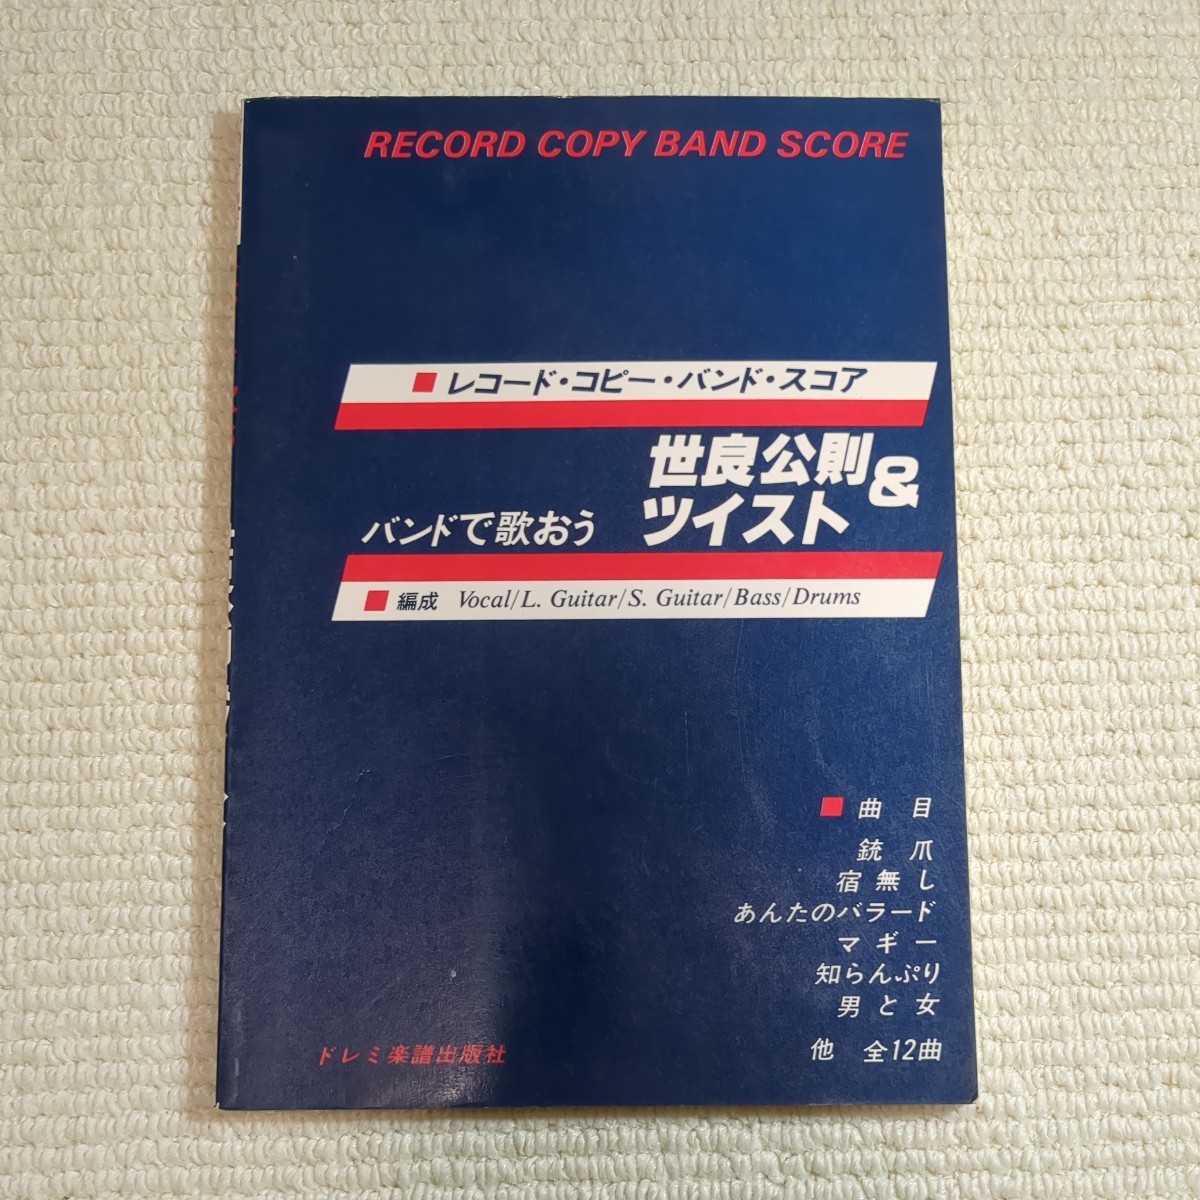 RECORD COPY BAND SCORE
■ レコード・コピー・バンド・スコア
バンドで歌おう 世良公則&
ツイスト
■ 編成 Vocal/L. Guitar/S. Guitar/Bass/Drums
■ 曲目
銃爪
宿無し
あんたのバラード
マギー
知らんぷり
男と女
他 全12曲
ドレミ楽譜出版社